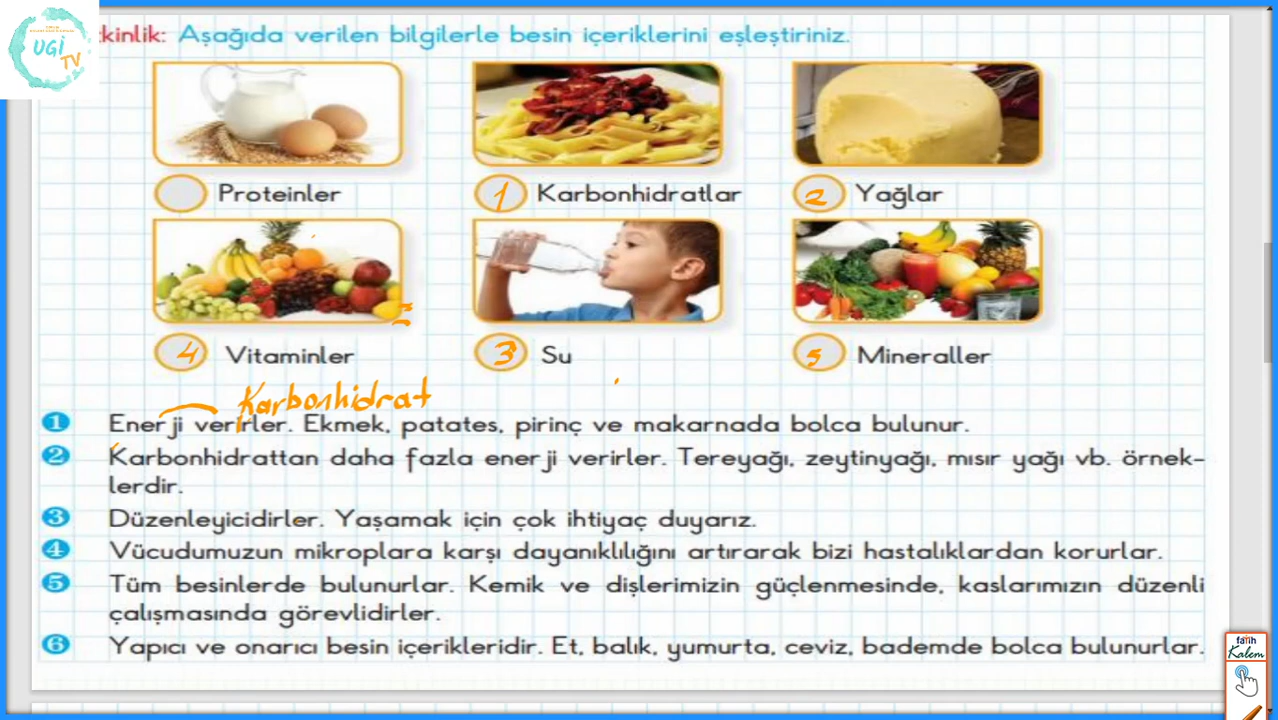 UGİ
TV
kinlik: Aşağıda verilen bilgilerle besin içeriklerini eşleştiriniz.
Proteinler
1 Karbonhidratlar
2 Yağlar
4 Vitaminler
3 Su
5 Mineraller
Karbonhidrat
1 Enerji verirler. Ekmek, patates, pirinç ve makarnada bolca bulunur.
2 Karbonhidrattan daha fazla enerji verirler. Tereyağı, zeytinyağı, mısır yağı vb. örnek-
lerdir.
3 Düzenleyicidirler. Yaşamak için çok ihtiyaç duyarız.
4 Vücudumuzun mikroplara karşı dayanıklılığını artırarak bizi hastalıklardan korurlar.
5 Tüm besinlerde bulunurlar. Kemik ve dişlerimizin güçlenmesinde, kaslarımızın düzenli
çalışmasında görevlidirler.
6 Yapıcı ve onarıcı besin içerikleridir. Et, balık, yumurta, ceviz, bademde bolca bulunurlar.
fatih
Kalem